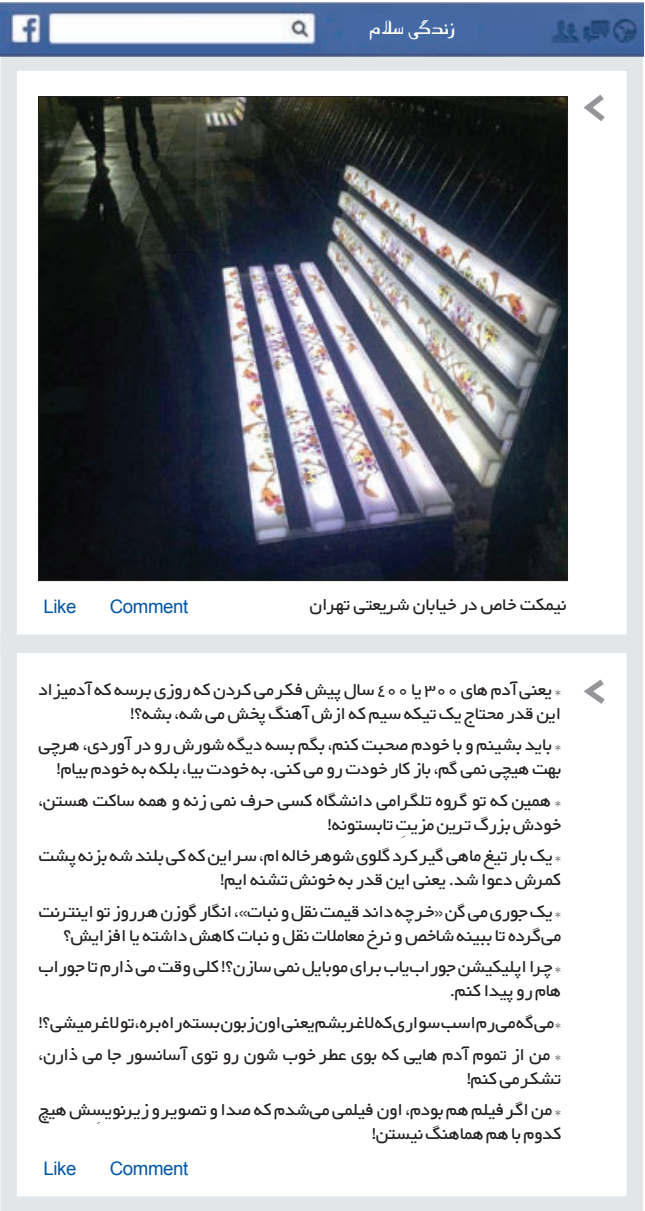 زندگی سلام
نیمکت خاص در خیابان شریعتی تهران
Like Comment
* یعنی آدم های ۳۰۰ یا ٤۰۰ سال پیش فکر می کردن که روزی برسه که آدمیزاد
این قدر محتاج یک تیکه سیم که ازش آهنگ پخش می شه، بشه؟!
* باید بشینم و با خودم صحبت کنم، بگم بسه دیگه شورش رو در آوردی، هرچی
بهت هیچی نمی گم، باز کار خودت رو می کنی. به خودت بیا، بلکه به خودم بیام!
* همین که تو گروه تلگرامی دانشگاه کسی حرف نمی زنه و همه ساکت هستن،
خودش بزرگ ترین مزیتِ تابستونه!
* یک بار تیغ ماهی گیر کرد گلوی شوهرخاله ام، سر این که کی بلند شه بزنه پشت
کمرش دعوا شد. یعنی این قدر به خونش تشنه ایم!
* یک جوری می گن «خر چه داند قیمت نقل و نبات»، انگار گوزن هرروز تو اینترنت
می‌گرده تا ببینه شاخص و نرخ معاملات نقل و نبات کاهش داشته یا افزایش؟
* چرا اپلیکیشن جوراب‌یاب برای موبایل نمی سازن؟! کلی وقت می ذارم تا جوراب
هام رو پیدا کنم.
* می گه می رم اسب سواری که لاغر بشم یعنی اون زبون بسته راه بره، تو لاغر میشی؟!
* من از تموم آدم هایی که بوی عطر خوب شون رو توی آسانسور جا می ذارن،
تشکر می کنم!
* من اگر فیلم هم بودم، اون فیلمی می‌شدم که صدا و تصویر و زیرنویسِش هیچ
کدوم با هم هماهنگ نیستن!
Like Comment